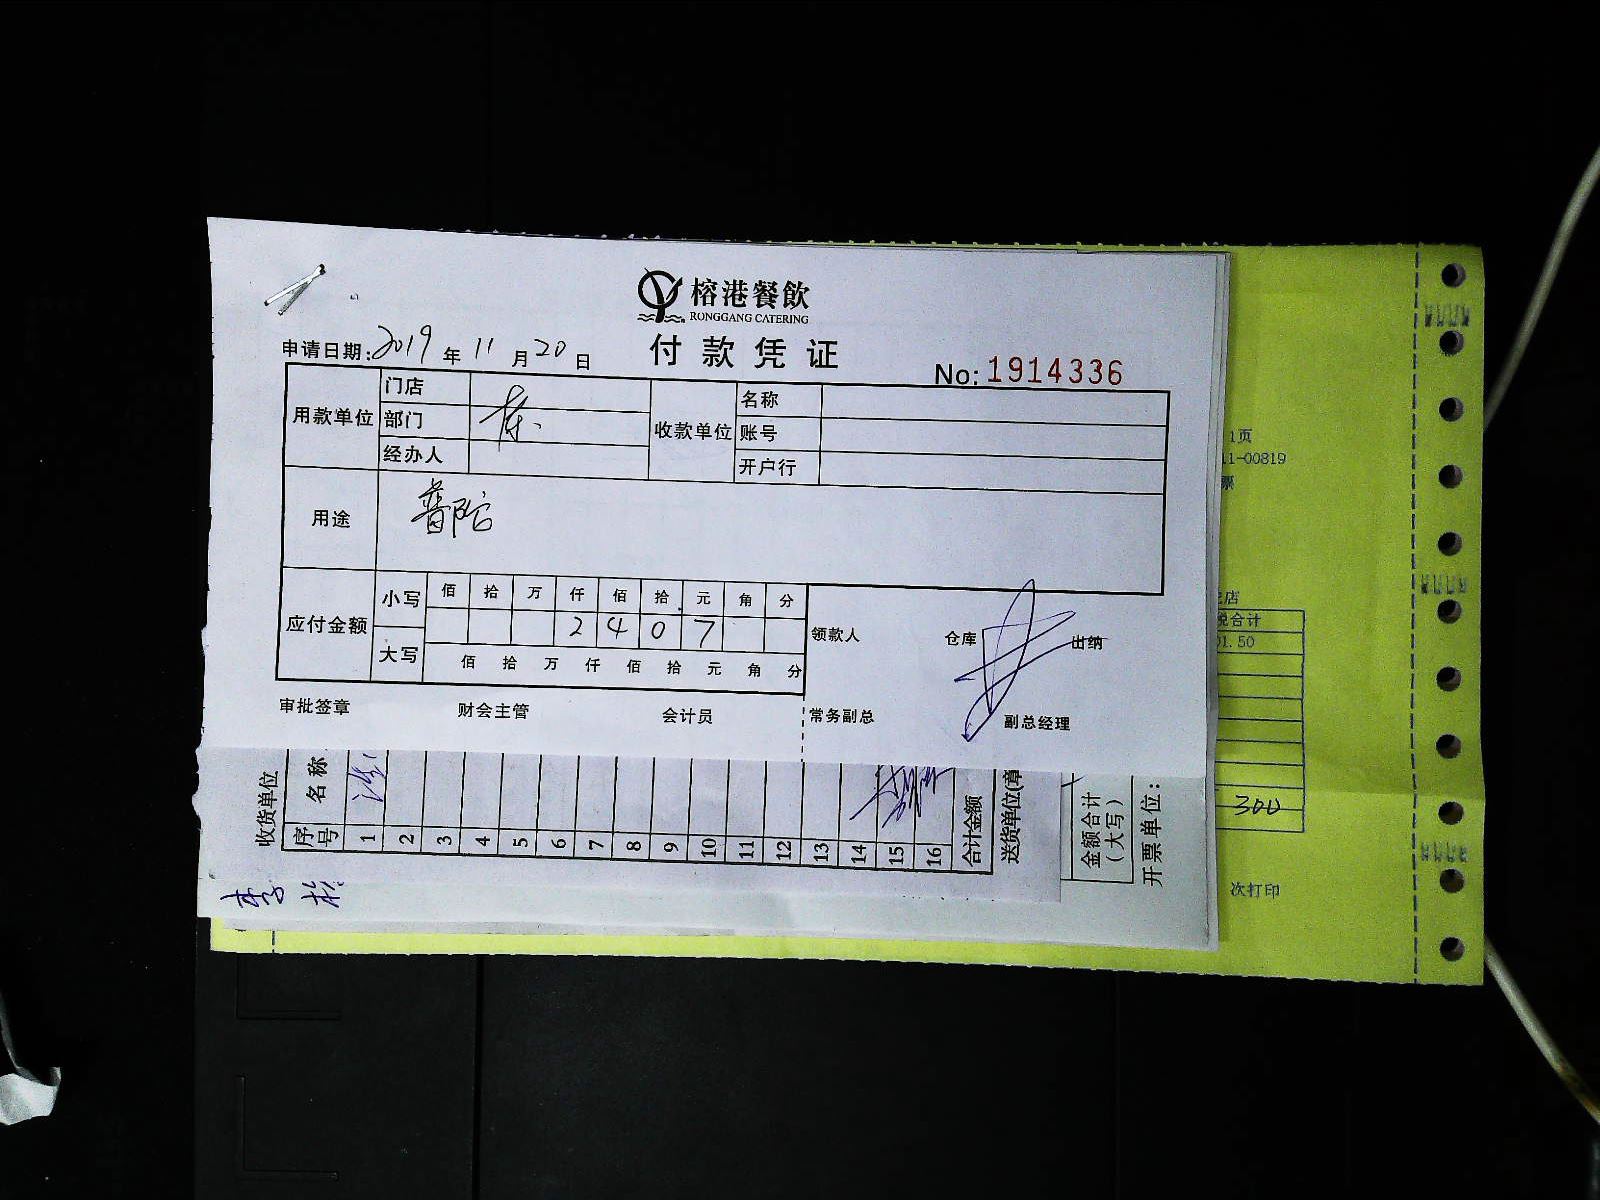 榕港餐飲
RONGGANG CATERING
付款凭证
申请日期:2019年11月20日
No:1914336
用款单位 门店 收款单位 名称
部门 账号
经办人 开户行
用途 普陀
应付金额 小写 佰 拾 万 仟 佰 拾 元 角 分
2 4 0 7
大写 佰 拾 万 仟 佰 拾 元 角 分
领款人 仓库 出纳
审批签章 财会主管 会计员 常务副总 副总经理
收货单位
序号 名称
1
2
3
4
5
6
7
8
9
10
11
12
13
14
15
16
合计金额
送货单位(章
金额合计
(大写)
开票单位:
1页
11-00819
票
店
税合计
01.50
300
次打印